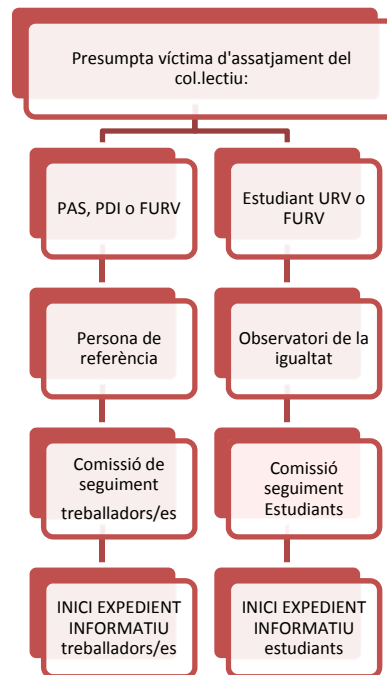 Presumpta víctima d'assatjament del
col.lectiu:
PAS, PDI o FURV
Persona de
referència
Comissió de
seguiment
treballadors/es
INICI EXPEDIENT
INFORMATIU
treballadors/es
Estudiant URV o
FURV
Observatori de la
igualtat
Comissió
seguiment
Estudiants
INICI EXPEDIENT
INFORMATIU
estudiants